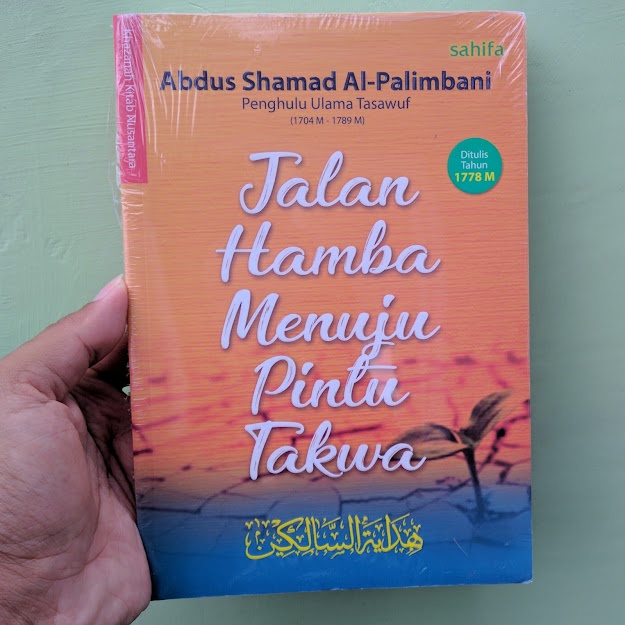 Khazanah Kitab Nusantara
sahifa
Abdus Shamad Al-Palimbani
Penghulu Ulama Tasawuf
(1704 M - 1789 M)
Ditulis
Tahun
1778 M
Jalan
Hamba
Menuju
Pintu
Takwa
هداية السالكين